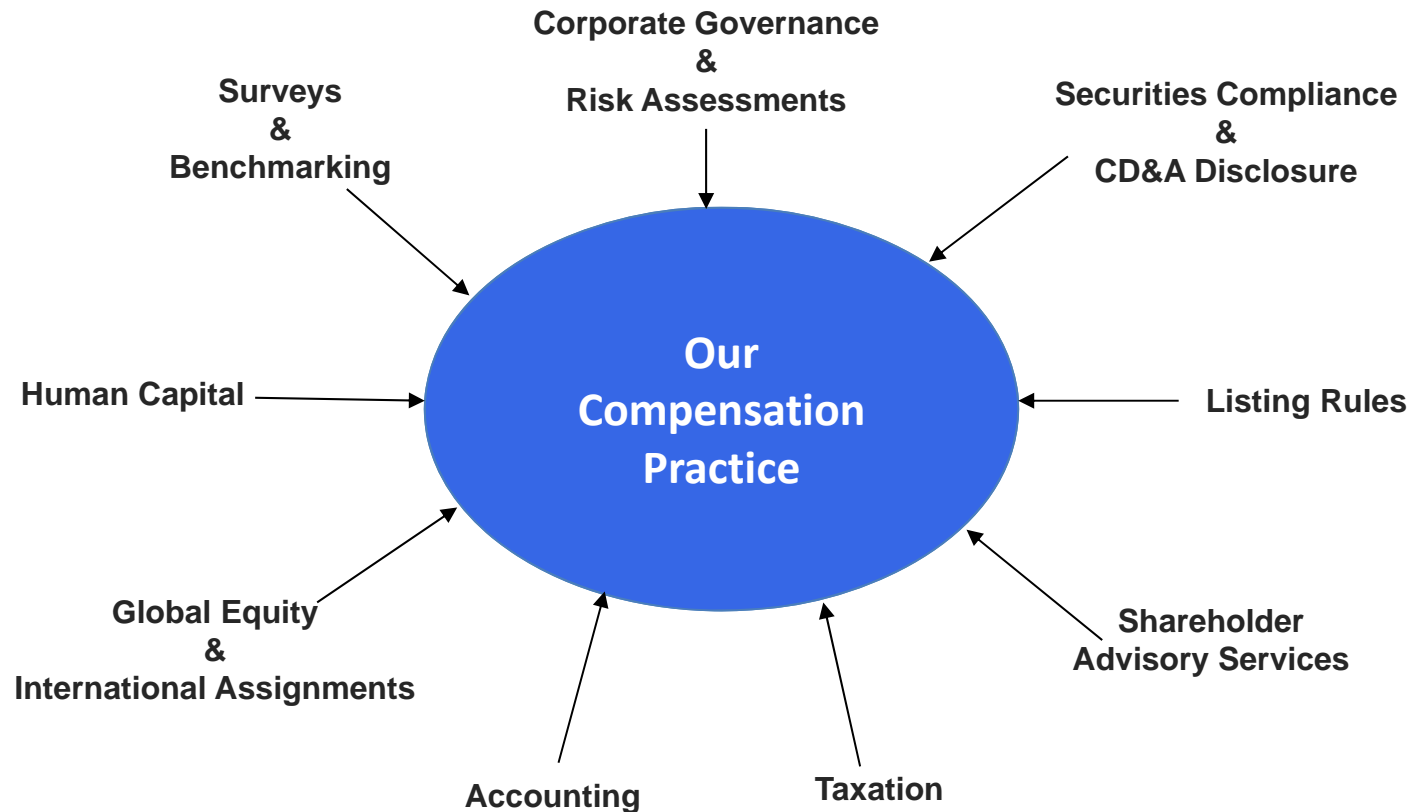 Corporate Governance
&
Risk Assessments
Surveys
&
Benchmarking
Securities Compliance
&
CD&A Disclosure
Our
Compensation
Practice
Human Capital
Listing Rules
Global Equity
&
International Assignments
Shareholder
Advisory Services
Accounting
Taxation